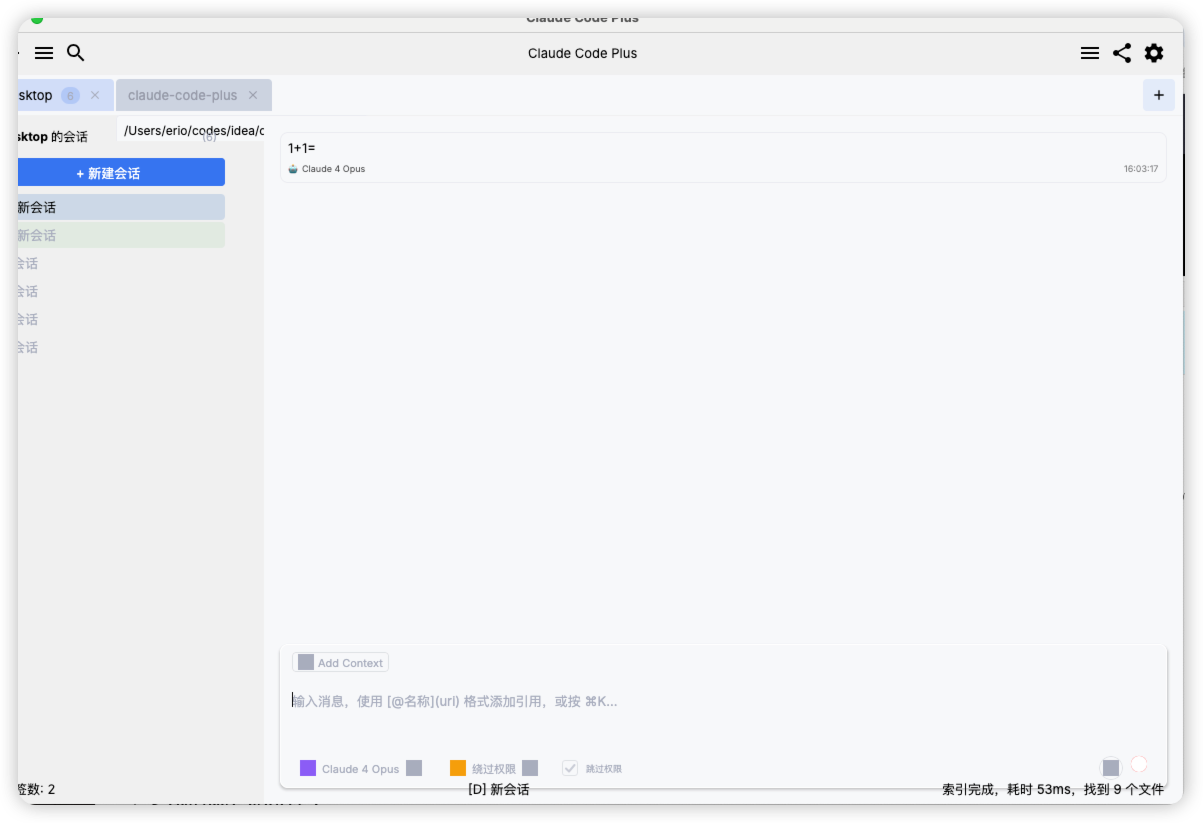 Claude Code Plus
Claude Code Plus
sktop 6 ×
claude-code-plus ×
+
sktop 的会话
(6)
/Users/erio/codes/idea/c
+ 新建会话
新会话
新会话
会话
会话
会话
会话
1+1=
Claude 4 Opus
16:03:17
Add Context
输入消息，使用 [@名称](url) 格式添加引用，或按 ⌘K...
Claude 4 Opus
绕过权限
跳过权限
签数: 2
[D] 新会话
索引完成，耗时 53ms，找到 9 个文件